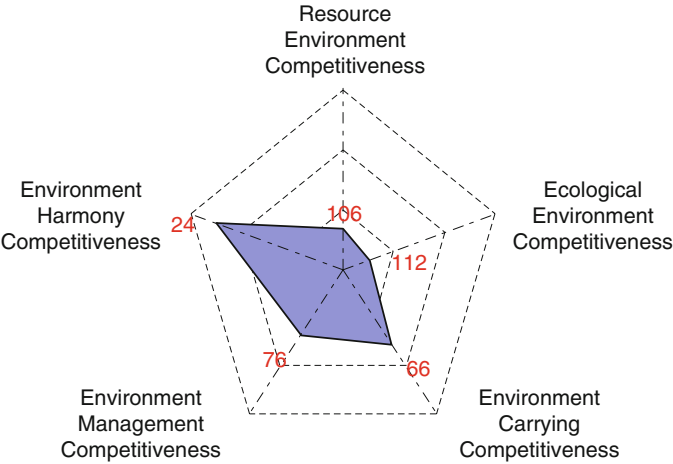 Resource
Environment
Competitiveness
106
Ecological
Environment
Competitiveness
112
Environment
Carrying
Competitiveness
66
Environment
Management
Competitiveness
76
Environment
Harmony
Competitiveness
24